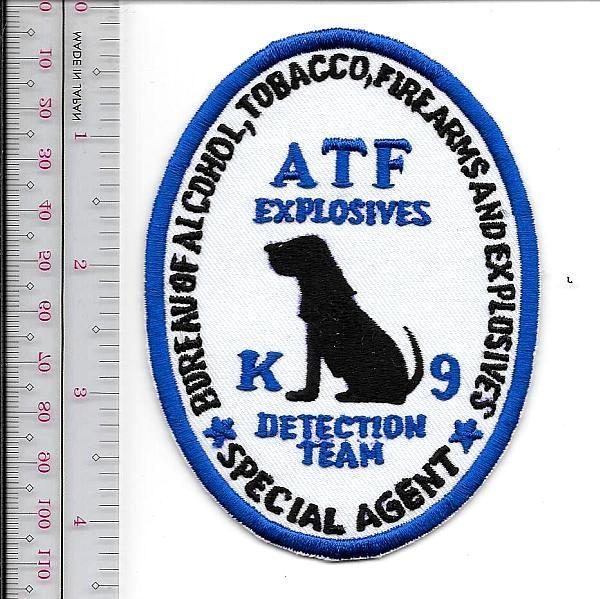 BUREAU OF ALCOHOL, TOBACCO, FIREARMS AND EXPLOSIVES
ATF
EXPLOSIVES
K 9
DETECTION
TEAM
SPECIAL AGENT
MADE IN JAPAN
0
10
20
30
40
50
60
70
80
90
100
110
0
1
2
3
4